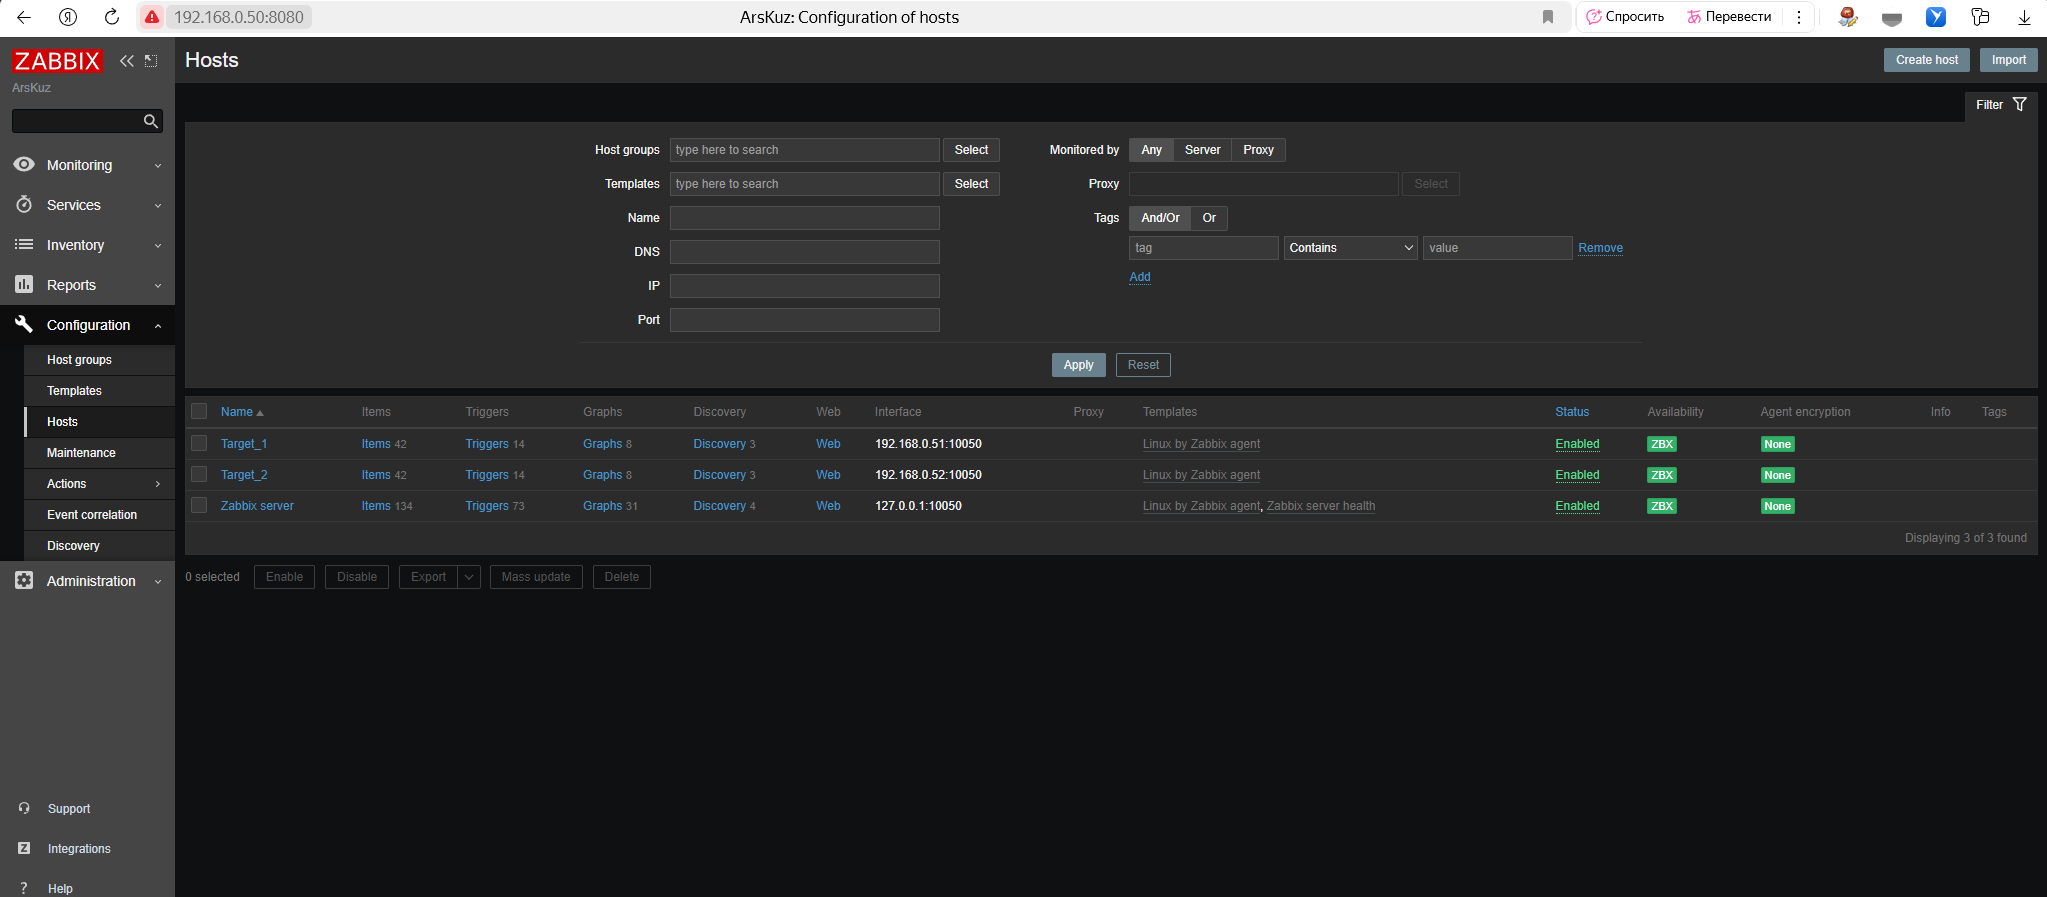 192.168.0.50:8080
ArsKuz: Configuration of hosts
Спросить
Перевести
ZABBIX
ArsKuz
Monitoring
Services
Inventory
Reports
Configuration
Host groups
Templates
Hosts
Maintenance
Actions
Event correlation
Discovery
Administration
Support
Integrations
Help
Hosts
Create host
Import
Filter
Host groups type here to search Select
Templates type here to search Select
Name
DNS
IP
Port
Monitored by Any Server Proxy
Proxy Select
Tags And/Or Or
tag Contains value Remove
Add
Apply Reset
Name Items Triggers Graphs Discovery Web Interface Proxy Templates Status Availability Agent encryption Info Tags
Target_1 Items 42 Triggers 14 Graphs 8 Discovery 3 Web 192.168.0.51:10050 Linux by Zabbix agent Enabled ZBX None
Target_2 Items 42 Triggers 14 Graphs 8 Discovery 3 Web 192.168.0.52:10050 Linux by Zabbix agent Enabled ZBX None
Zabbix server Items 134 Triggers 73 Graphs 31 Discovery 4 Web 127.0.0.1:10050 Linux by Zabbix agent, Zabbix server health Enabled ZBX None
Displaying 3 of 3 found
0 selected Enable Disable Export Mass update Delete